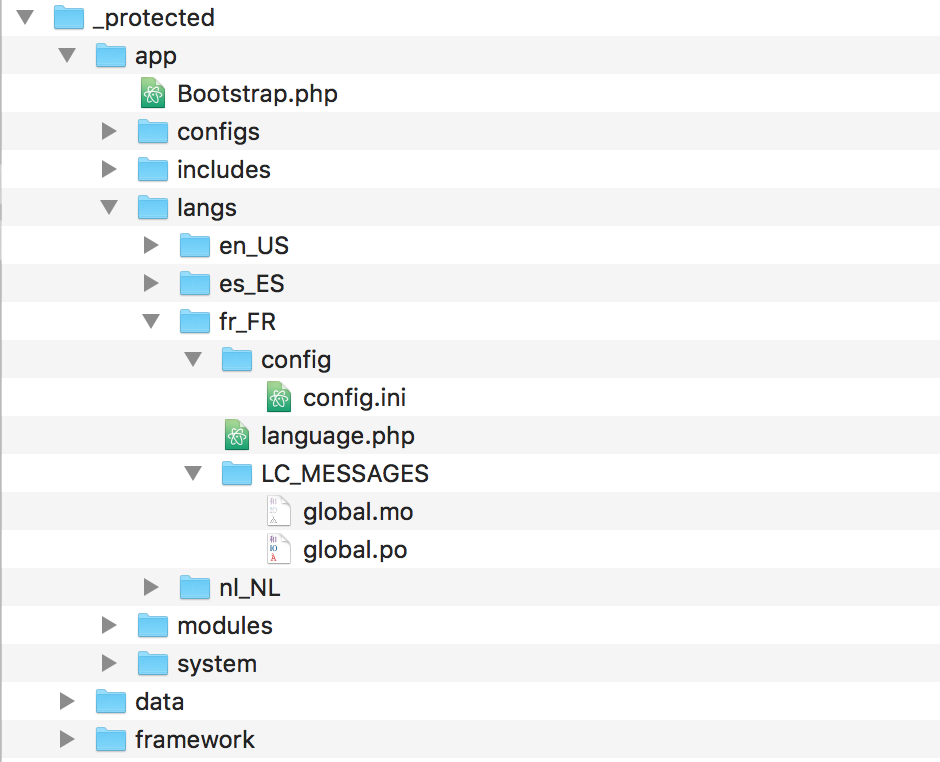 _protected
app
Bootstrap.php
configs
includes
langs
en_US
es_ES
fr_FR
config
config.ini
language.php
LC_MESSAGES
global.mo
global.po
nl_NL
modules
system
data
framework